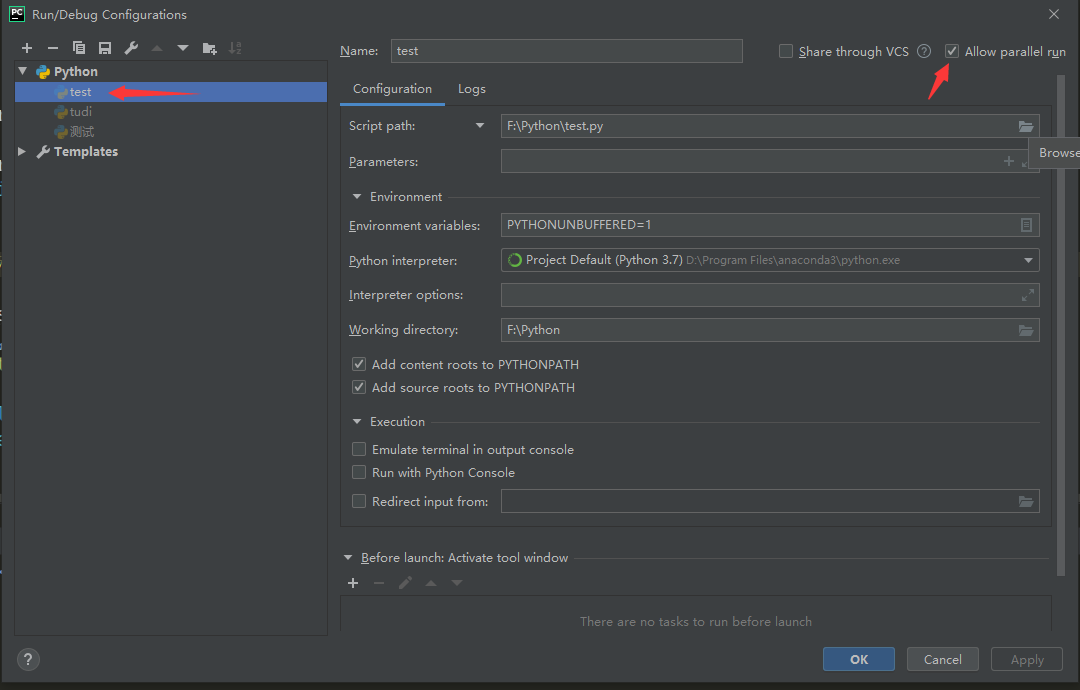 PC Run/Debug Configurations
Name: test Share through VCS ? Allow parallel run
Python
test
tudi
测试
Templates
Configuration Logs
Script path: F:\Python\test.py
Browse
Parameters:
Environment
Environment variables: PYTHONUNBUFFERED=1
Python interpreter: Project Default (Python 3.7) D:\Program Files\anaconda3\python.exe
Interpreter options:
Working directory: F:\Python
Add content roots to PYTHONPATH
Add source roots to PYTHONPATH
Execution
Emulate terminal in output console
Run with Python Console
Redirect input from:
Before launch: Activate tool window
There are no tasks to run before launch
? OK Cancel Apply